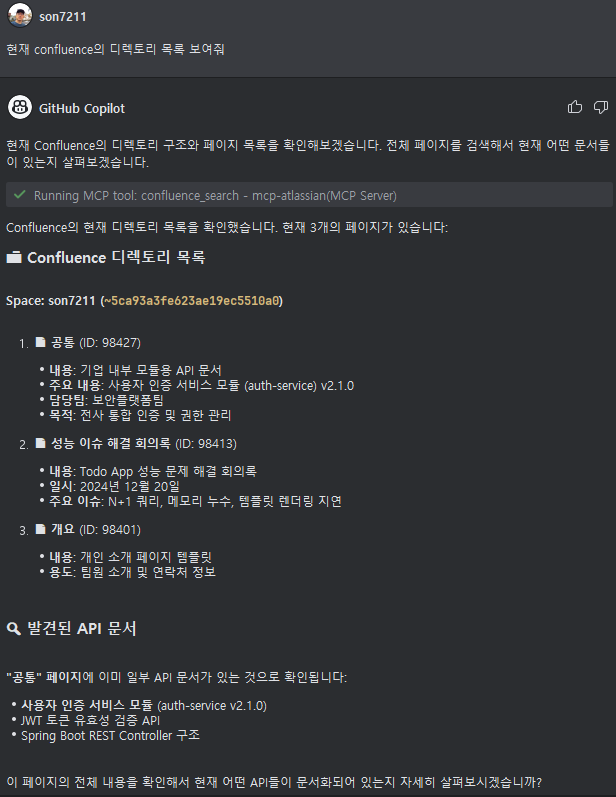 son7211
현재 confluence의 디렉토리 목록 보여줘
GitHub Copilot
현재 Confluence의 디렉토리 구조와 페이지 목록을 확인해보겠습니다. 전체 페이지를 검색해서 현재 어떤 문서들
이 있는지 살펴보겠습니다.
Running MCP tool: confluence_search - mcp-atlassian(MCP Server)
Confluence의 현재 디렉토리 목록을 확인했습니다. 현재 3개의 페이지가 있습니다:
Confluence 디렉토리 목록
Space: son7211 (~5ca93a3fe623ae19ec5510a0)
1. 공통 (ID: 98427)
• 내용: 기업 내부 모듈용 API 문서
• 주요 내용: 사용자 인증 서비스 모듈 (auth-service) v2.1.0
• 담당팀: 보안플랫폼팀
• 목적: 전사 통합 인증 및 권한 관리
2. 성능 이슈 해결 회의록 (ID: 98413)
• 내용: Todo App 성능 문제 해결 회의록
• 일시: 2024년 12월 20일
• 주요 이슈: N+1 쿼리, 메모리 누수, 템플릿 렌더링 지연
3. 개요 (ID: 98401)
• 내용: 개인 소개 페이지 템플릿
• 용도: 팀원 소개 및 연락처 정보
발견된 API 문서
"공통" 페이지에 이미 일부 API 문서가 있는 것으로 확인됩니다:
• 사용자 인증 서비스 모듈 (auth-service v2.1.0)
• JWT 토큰 유효성 검증 API
• Spring Boot REST Controller 구조
이 페이지의 전체 내용을 확인해서 현재 어떤 API들이 문서화되어 있는지 자세히 살펴보시겠습니까?